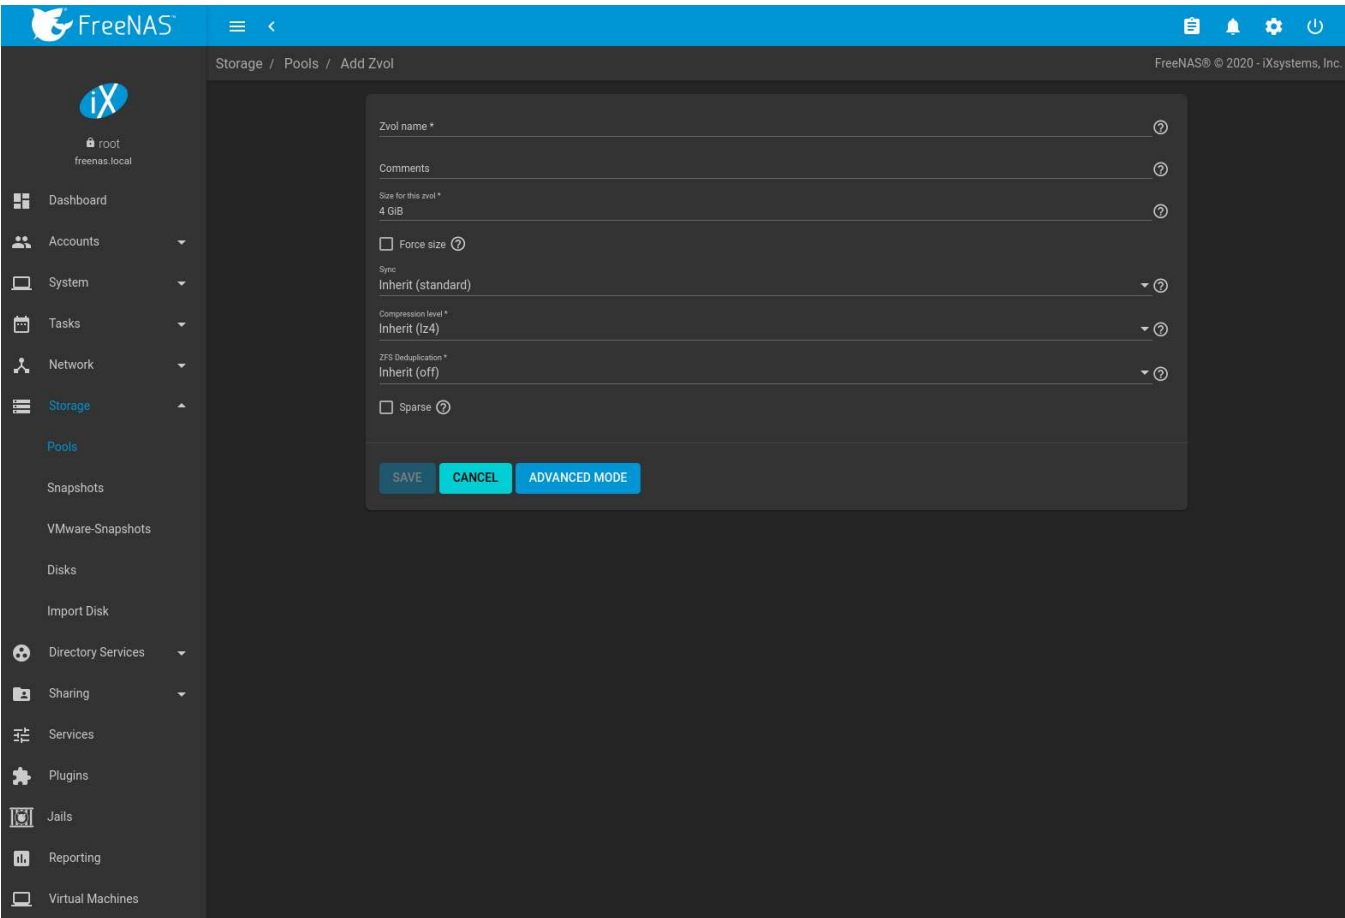 FreeNAS
Storage / Pools / Add Zvol
FreeNAS® © 2020 - iXsystems, Inc.
iX
root
freenas.local
Dashboard
Accounts
System
Tasks
Network
Storage
Pools
Snapshots
VMware-Snapshots
Disks
Import Disk
Directory Services
Sharing
Services
Plugins
Jails
Reporting
Virtual Machines
Zvol name *
Comments
Size for this zvol *
4 GiB
Force size
Sync
Inherit (standard)
Compression level *
Inherit (lz4)
ZFS Deduplication *
Inherit (off)
Sparse
SAVE CANCEL ADVANCED MODE